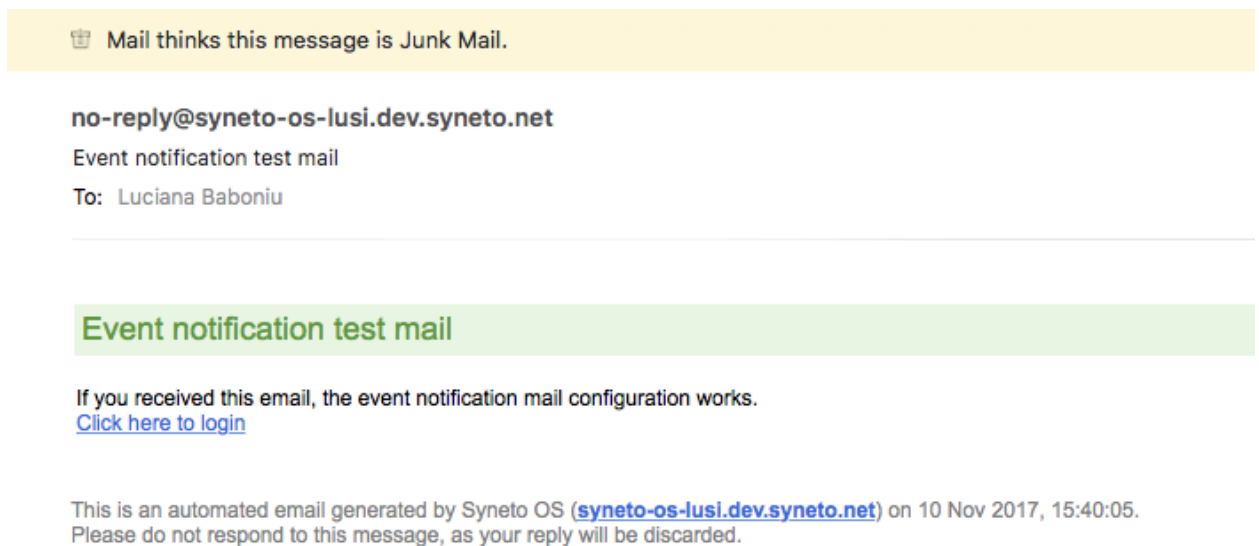 Mail thinks this message is Junk Mail.
no-reply@syneto-os-lusi.dev.syneto.net
Event notification test mail
To: Luciana Baboniu
Event notification test mail
If you received this email, the event notification mail configuration works.
Click here to login
This is an automated email generated by Syneto OS (syneto-os-lusi.dev.syneto.net) on 10 Nov 2017, 15:40:05.
Please do not respond to this message, as your reply will be discarded.